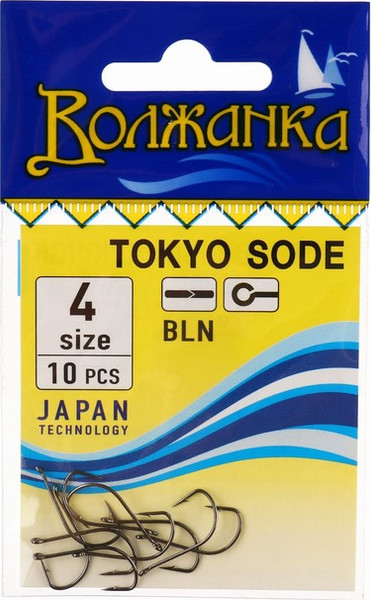 Волжанка
TOKYO SODE
4
size
10 PCS
BLN
JAPAN
TECHNOLOGY